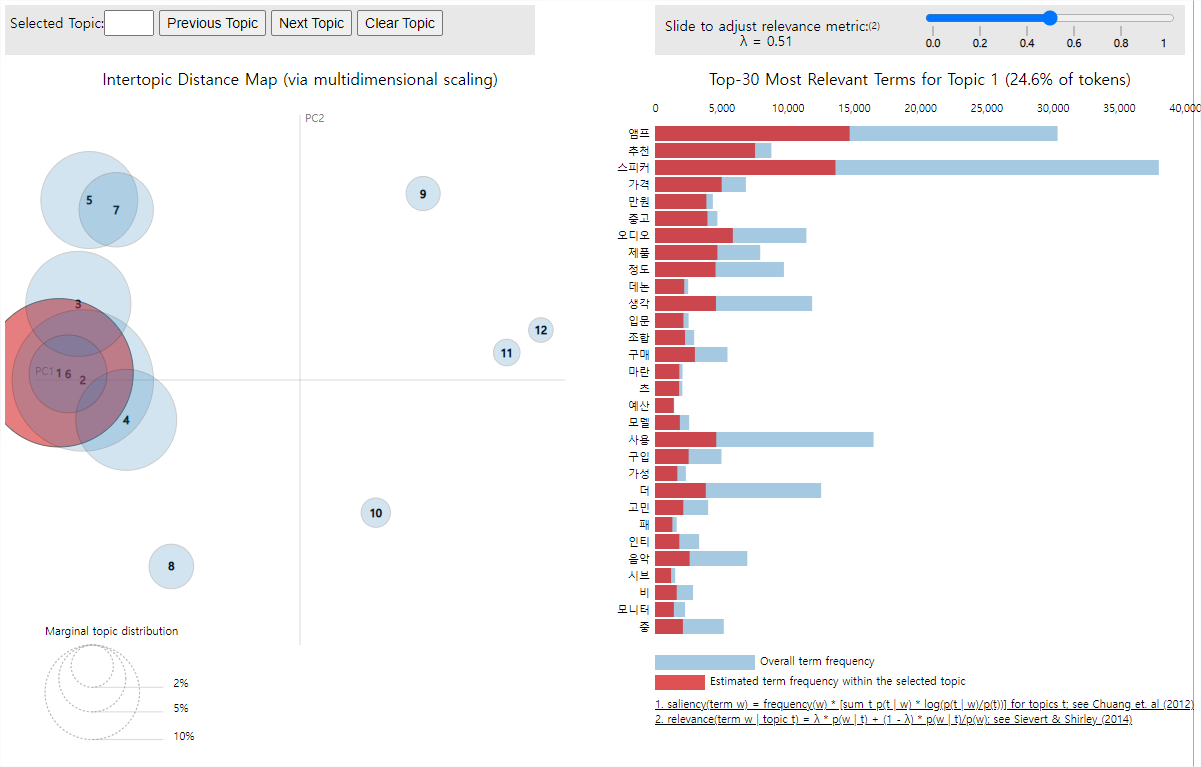 Selected Topic: Previous Topic Next Topic Clear Topic
Slide to adjust relevance metric:(2)
λ = 0.51
0.0 0.2 0.4 0.6 0.8 1
Intertopic Distance Map (via multidimensional scaling)
PC2
PC1
5
7
9
3
12
11
1
6
2
4
10
8
Marginal topic distribution
2%
5%
10%
Top-30 Most Relevant Terms for Topic 1 (24.6% of tokens)
0 5,000 10,000 15,000 20,000 25,000 30,000 35,000 40,000
앰프
추천
스피커
가격
만원
중고
오디오
제품
정도
데논
생각
입문
조합
구매
마란
츠
예산
모델
사용
구입
가성
더
고민
패
인티
음악
시브
비
모니터
좋
Overall term frequency
Estimated term frequency within the selected topic
1. saliency(term w) = frequency(w) * [sum_t p(t | w) * log(p(t | w)/p(t))] for topics t; see Chuang et. al (2012)
2. relevance(term w | topic t) = λ * p(w | t) + (1 - λ) * p(w | t)/p(w); see Sievert & Shirley (2014)